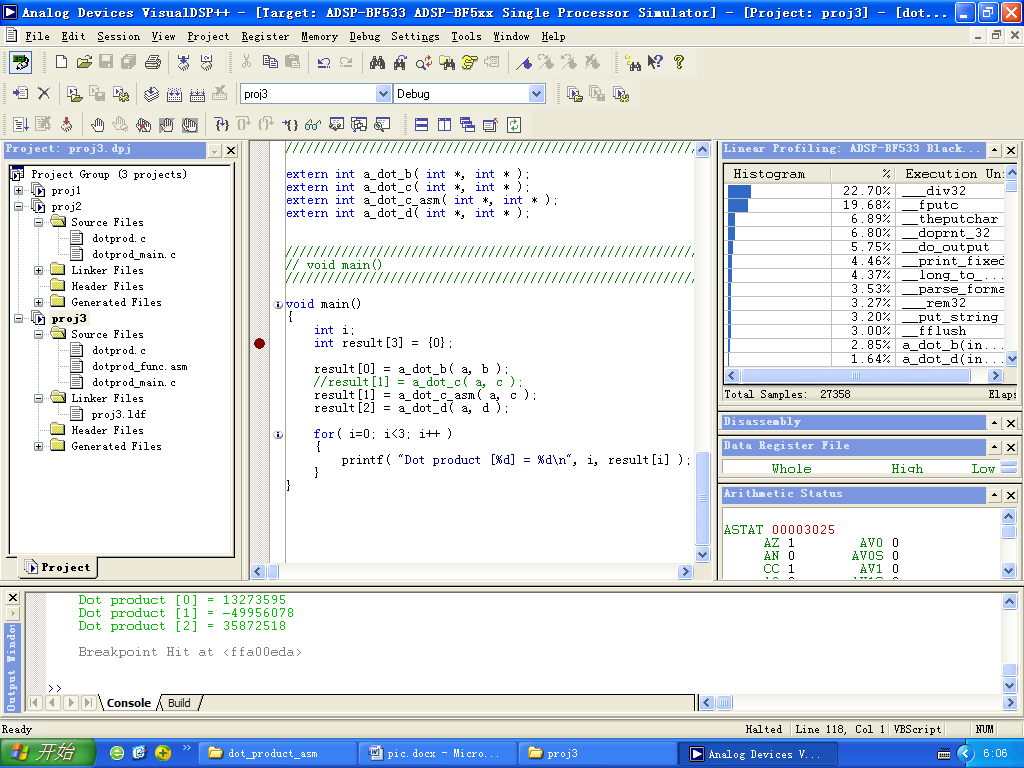 Analog Devices VisualDSP++ - [Target: ADSP-BF533 ADSP-BF5xx Single Processor Simulator] - [Project: proj3] - [dot...
File Edit Session View Project Register Memory Debug Settings Tools Window Help
proj3 Debug
Project: proj3.dpj
Project Group (3 projects)
proj1
proj2
Source Files
dotprod.c
dotprod_main.c
Linker Files
Header Files
Generated Files
proj3
Source Files
dotprod.c
dotprod_func.asm
dotprod_main.c
Linker Files
proj3.ldf
Header Files
Generated Files
Project
//////////////////////////////////////////////////////////
extern int a_dot_b( int *, int * );
extern int a_dot_c( int *, int * );
extern int a_dot_c_asm( int *, int * );
extern int a_dot_d( int *, int * );
//////////////////////////////////////////////////////////
// void main()
//////////////////////////////////////////////////////////
void main()
{
int i;
int result[3] = {0};
result[0] = a_dot_b( a, b );
//result[1] = a_dot_c( a, c );
result[1] = a_dot_c_asm( a, c );
result[2] = a_dot_d( a, d );
for( i=0; i<3; i++ )
{
printf( "Dot product [%d] = %d\n", i, result[i] );
}
}
Linear Profiling: ADSP-BF533 Black...
Histogram % Execution Uni
22.70% ___div32
19.68% __fputc
6.89% __theputchar
6.80% __doprnt_32
5.75% __do_output
4.46% __print_fixed
4.37% __long_to_...
3.53% __parse_forma
3.27% ___rem32
3.20% __put_string
3.00% __fflush
2.85% a_dot_b(in...
1.64% a_dot_d(in...
Total Samples: 27358 Elaps
Disassembly
Data Register File
Whole High Low
Arithmetic Status
ASTAT 00003025
AZ 1 AV0 0
AN 0 AV0S 0
CC 1 AV1 0
Output Window
Dot product [0] = 13273595
Dot product [1] = -49956078
Dot product [2] = 35872518
Breakpoint Hit at <ffa00eda>
>>
Console Build
Ready Halted Line 118, Col 1 VBScript NUM
开始 dot_product_asm pic.docx - Micro... proj3 Analog Devices V... 6:06